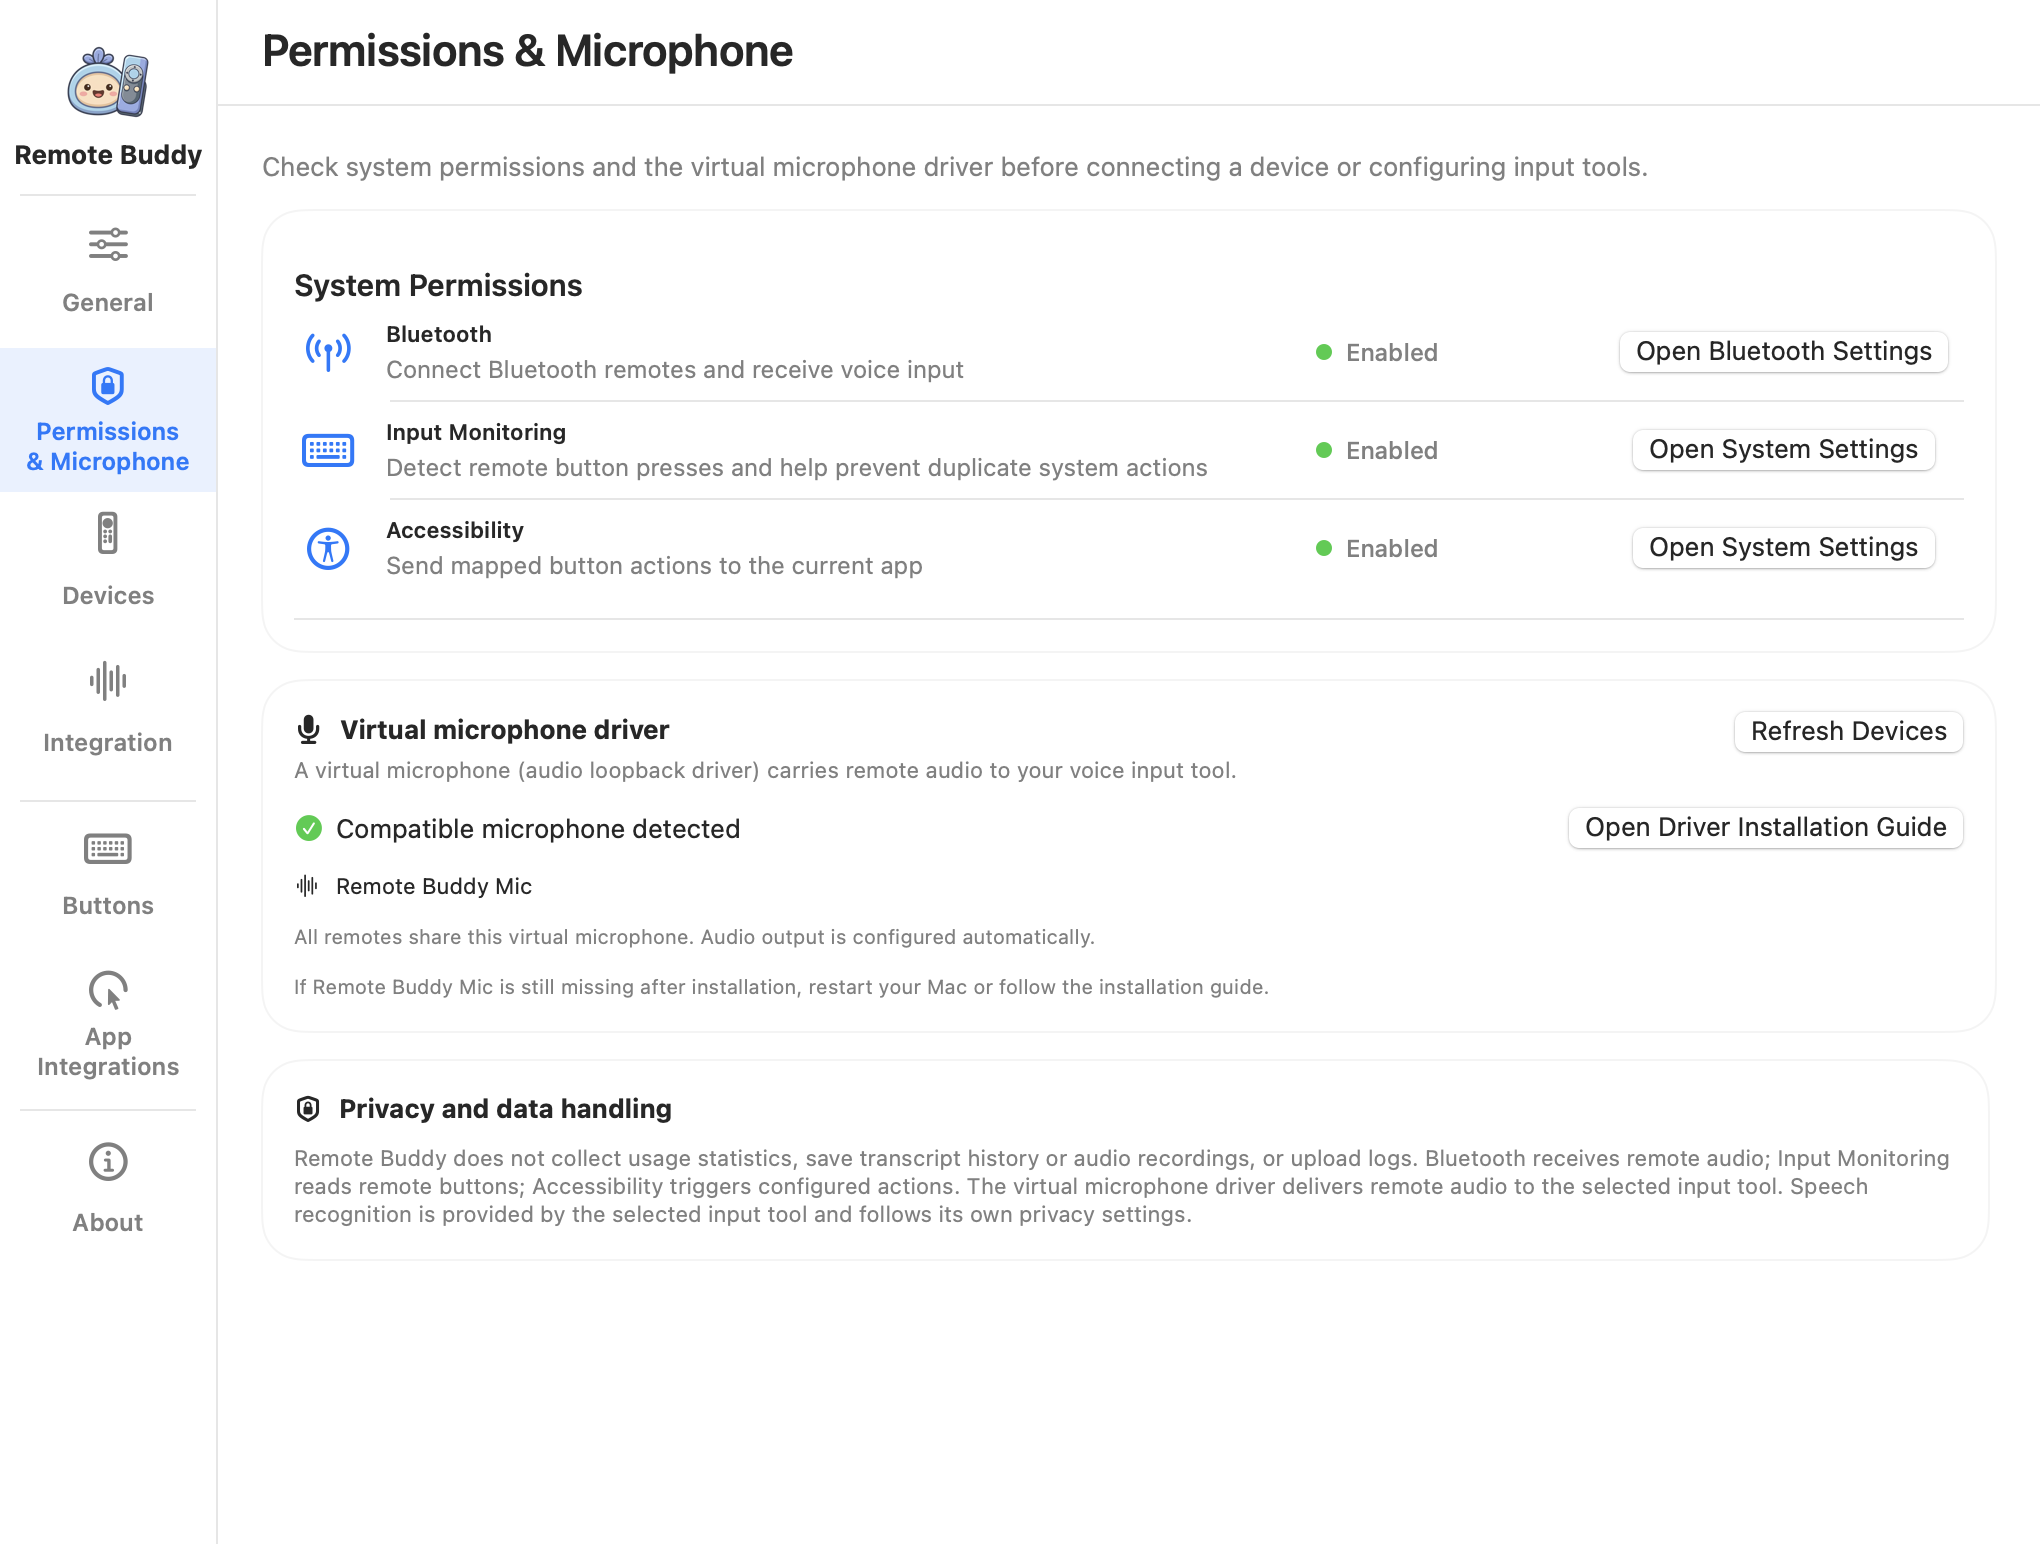 Permissions & Microphone
Remote Buddy
General
Permissions
& Microphone
Devices
Integration
Buttons
App
Integrations
About
Check system permissions and the virtual microphone driver before connecting a device or configuring input tools.
System Permissions
Bluetooth
Connect Bluetooth remotes and receive voice input
Enabled
Open Bluetooth Settings
Input Monitoring
Detect remote button presses and help prevent duplicate system actions
Enabled
Open System Settings
Accessibility
Send mapped button actions to the current app
Enabled
Open System Settings
Virtual microphone driver
Refresh Devices
A virtual microphone (audio loopback driver) carries remote audio to your voice input tool.
Compatible microphone detected
Open Driver Installation Guide
Remote Buddy Mic
All remotes share this virtual microphone. Audio output is configured automatically.
If Remote Buddy Mic is still missing after installation, restart your Mac or follow the installation guide.
Privacy and data handling
Remote Buddy does not collect usage statistics, save transcript history or audio recordings, or upload logs. Bluetooth receives remote audio; Input Monitoring
reads remote buttons; Accessibility triggers configured actions. The virtual microphone driver delivers remote audio to the selected input tool. Speech
recognition is provided by the selected input tool and follows its own privacy settings.